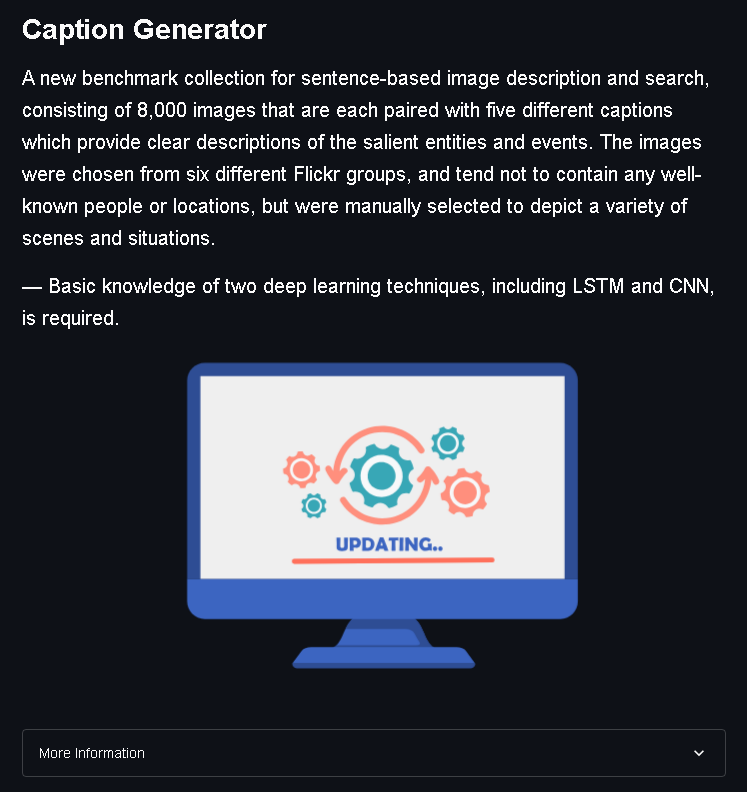 Caption Generator
A new benchmark collection for sentence-based image description and search,
consisting of 8,000 images that are each paired with five different captions
which provide clear descriptions of the salient entities and events. The images
were chosen from six different Flickr groups, and tend not to contain any well-
known people or locations, but were manually selected to depict a variety of
scenes and situations.
— Basic knowledge of two deep learning techniques, including LSTM and CNN,
is required.
UPDATING..
More Information